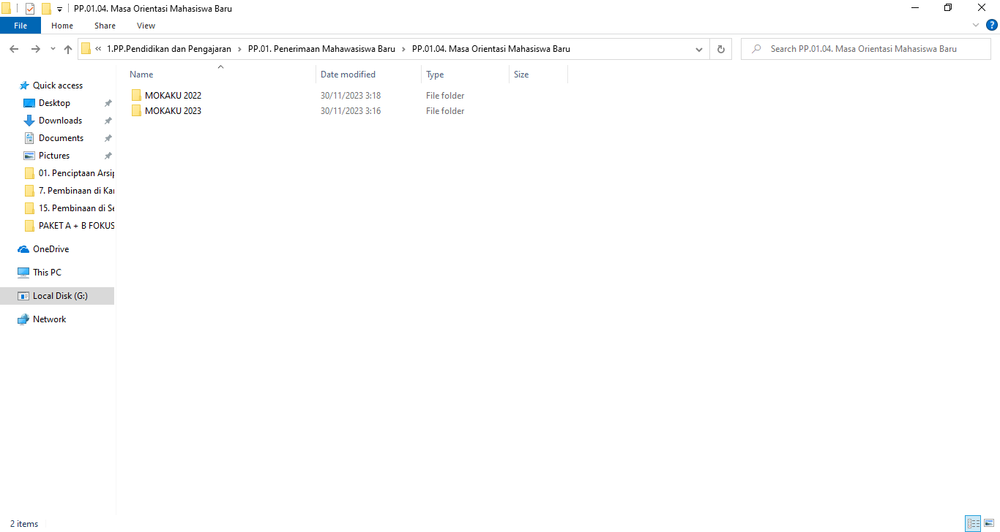 PP.01.04. Masa Orientasi Mahasiswa Baru
File Home Share View
1.PP.Pendidikan dan Pengajaran PP.01. Penerimaan Mahawasiswa Baru PP.01.04. Masa Orientasi Mahasiswa Baru
Search PP.01.04. Masa Orientasi Mahasiswa Baru
Name Date modified Type Size
MOKAKU 2022 30/11/2023 3:18 File folder
MOKAKU 2023 30/11/2023 3:16 File folder
Quick access
Desktop
Downloads
Documents
Pictures
01. Penciptaan Arsip
7. Pembinaan di Kan
15. Pembinaan di Se
PAKET A + B FOKUS
OneDrive
This PC
Local Disk (G:)
Network
2 items